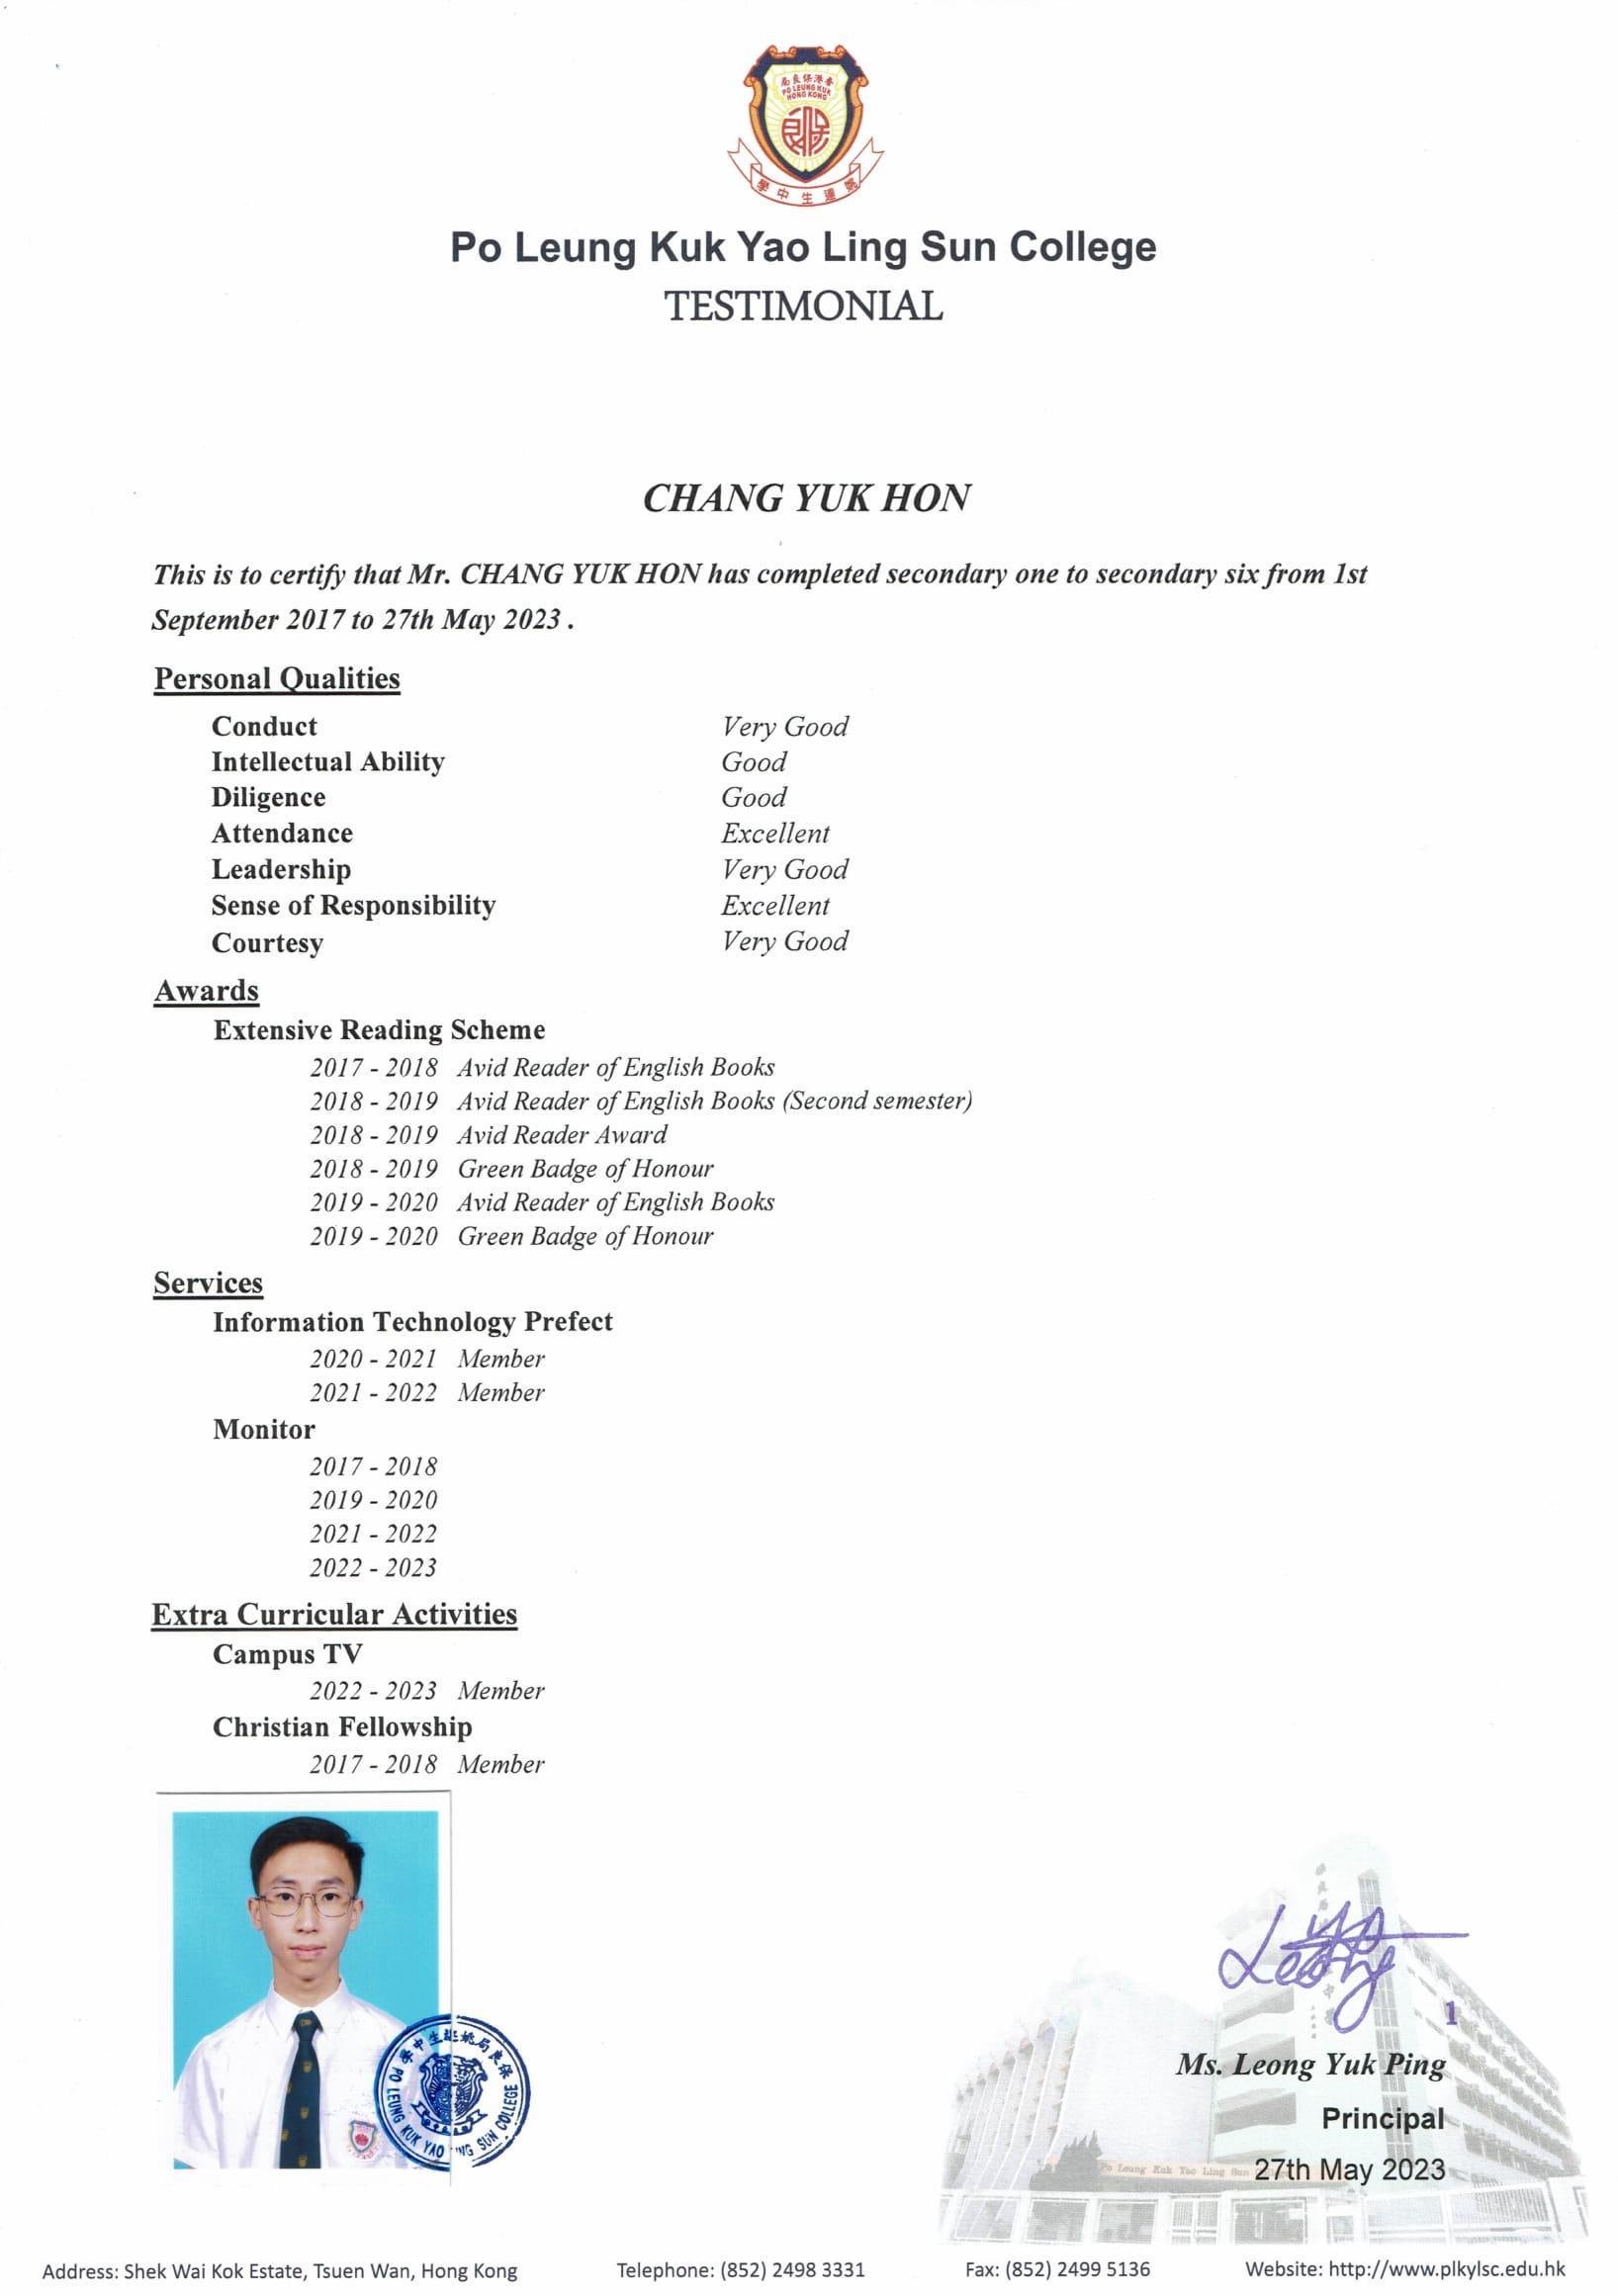 香港保良局
PO LEUNG KUK
HONG KONG
姚連生中學
Po Leung Kuk Yao Ling Sun College
TESTIMONIAL
CHANG YUK HON
This is to certify that Mr. CHANG YUK HON has completed secondary one to secondary six from 1st
September 2017 to 27th May 2023 .
Personal Qualities
Conduct Very Good
Intellectual Ability Good
Diligence Good
Attendance Excellent
Leadership Very Good
Sense of Responsibility Excellent
Courtesy Very Good
Awards
Extensive Reading Scheme
2017 - 2018 Avid Reader of English Books
2018 - 2019 Avid Reader of English Books (Second semester)
2018 - 2019 Avid Reader Award
2018 - 2019 Green Badge of Honour
2019 - 2020 Avid Reader of English Books
2019 - 2020 Green Badge of Honour
Services
Information Technology Prefect
2020 - 2021 Member
2021 - 2022 Member
Monitor
2017 - 2018
2019 - 2020
2021 - 2022
2022 - 2023
Extra Curricular Activities
Campus TV
2022 - 2023 Member
Christian Fellowship
2017 - 2018 Member
保良局姚連生中學
PO LEUNG KUK YAO LING SUN COLLEGE
Leong
1
Ms. Leong Yuk Ping
Principal
Po Leung Kuk Yao Ling Sun
27th May 2023
Address: Shek Wai Kok Estate, Tsuen Wan, Hong Kong Telephone: (852) 2498 3331 Fax: (852) 2499 5136 Website: http://www.plkylsc.edu.hk